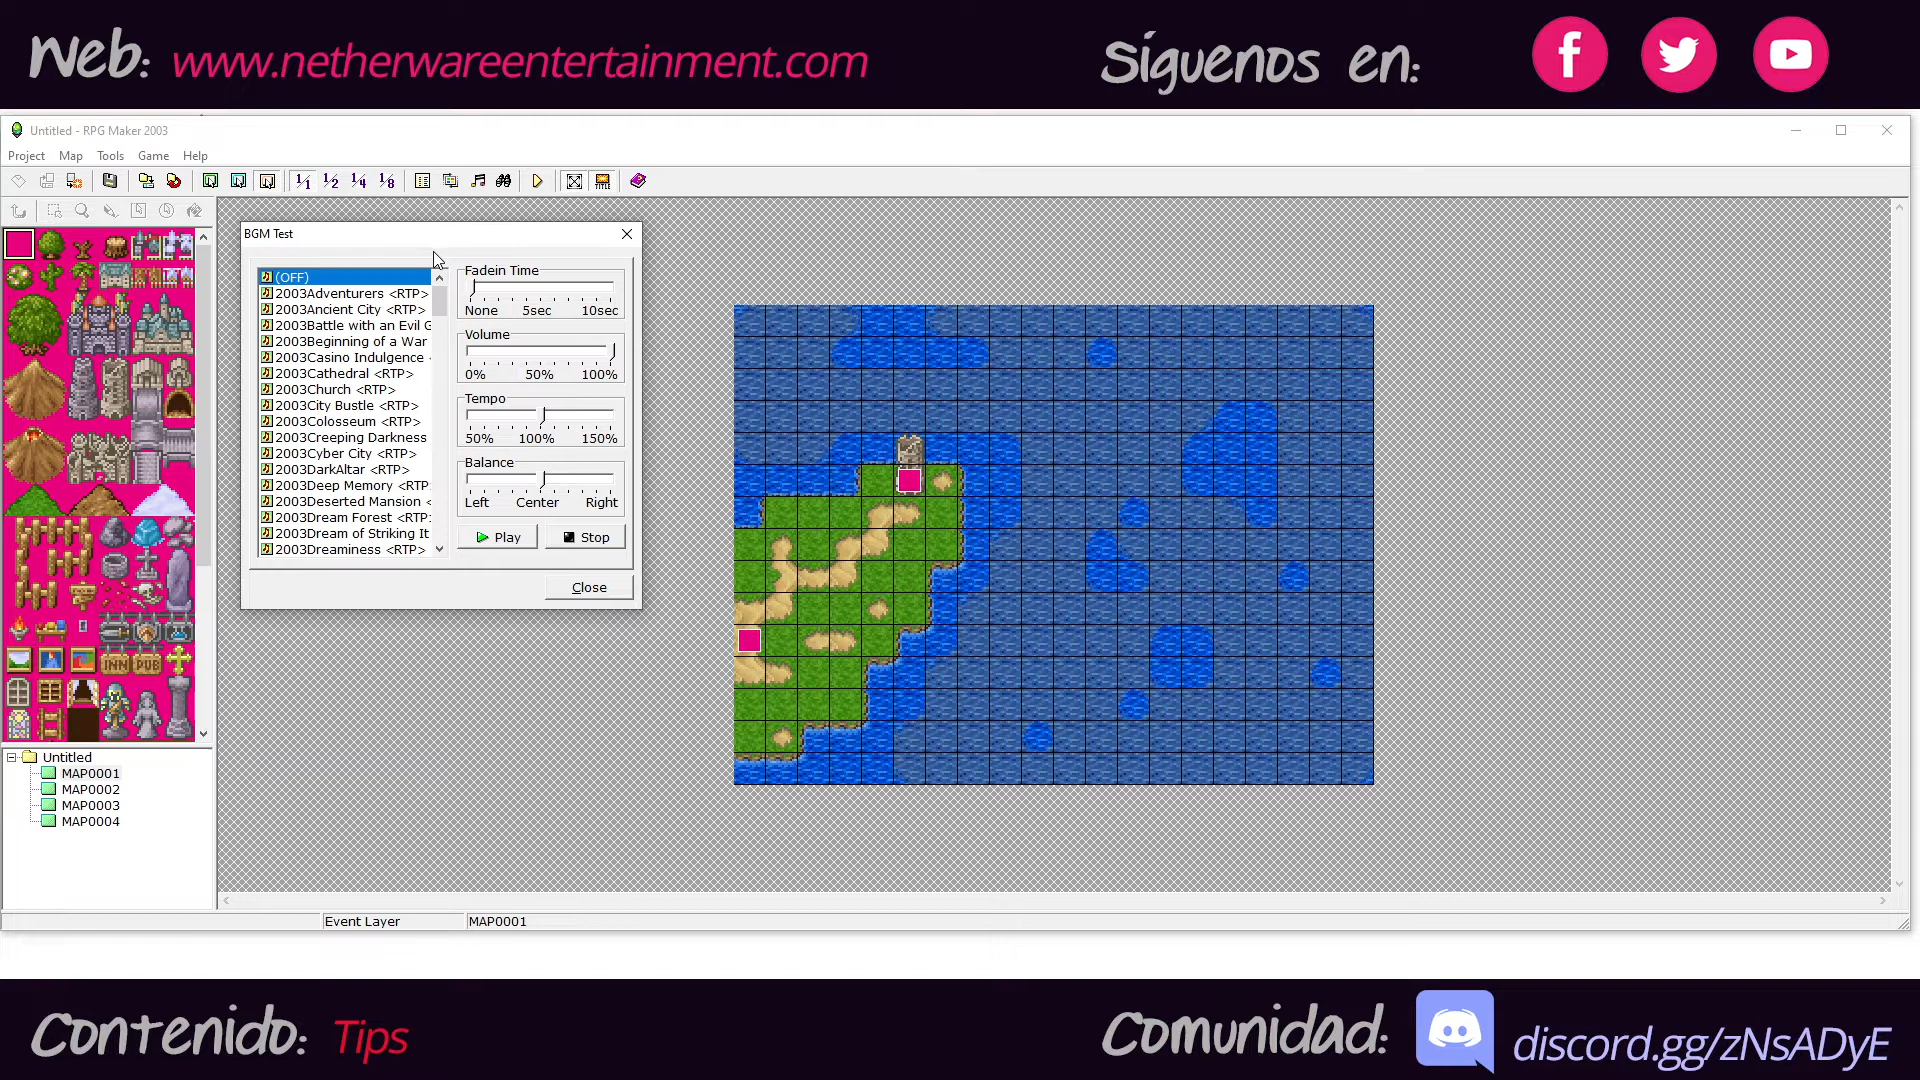 Web: www.netherwareentertainment.com
Síguenos en:
Untitled - RPG Maker 2003
Project Map Tools Game Help
BGM Test
(OFF)
2003Adventurers <RTP>
2003Ancient City <RTP>
2003Battle with an Evil G
2003Beginning of a War
2003Casino Indulgence
2003Cathedral <RTP>
2003Church <RTP>
2003City Bustle <RTP>
2003Colosseum <RTP>
2003Creeping Darkness
2003Cyber City <RTP>
2003DarkAltar <RTP>
2003Deep Memory <RTP
2003Deserted Mansion <
2003Dream Forest <RTP>
2003Dream of Striking It
2003Dreaminess <RTP>
Fadein Time
None 5sec 10sec
Volume
0% 50% 100%
Tempo
50% 100% 150%
Balance
Left Center Right
Play Stop
Close
INN PUB
Untitled
MAP0001
MAP0002
MAP0003
MAP0004
Event Layer MAP0001
Contenido: Tips
Comunidad: discord.gg/zNsADyE